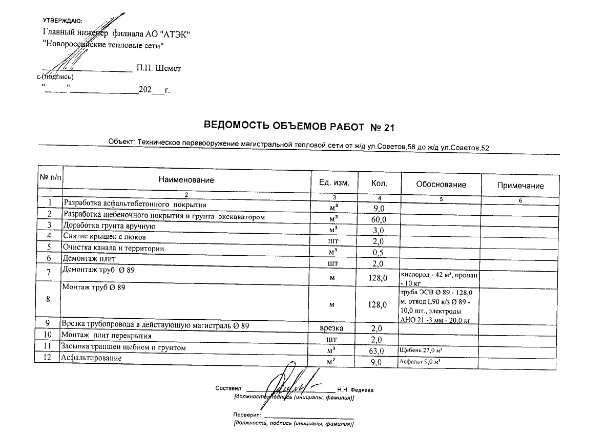 УТВЕРЖДАЮ:
Главный инженер филиала АО "АТЭК"
"Новороссийские тепловые сети"
П.П. Шемет
(подпись)
"_____"_______________202___г.
ВЕДОМОСТЬ ОБЪЕМОВ РАБОТ № 21
Объект: Техническое перевооружение магистральной тепловой сети от ж/д ул.Советов,58 до ж/д ул.Советов,52
№ п/п Наименование Ед. изм. Кол. Обоснование Примечание
2 3 4 5 6
1 Разработка асфальтобетонного покрытия м³ 9,0
2 Разработка щебеночного покрытия и грунта экскаватором м³ 60,0
3 Доработка грунта вручную м³ 3,0
4 Снятие крышек с люков шт 2,0
5 Очистка канала и территории м³ 0,5
6 Демонтаж плит шт 2,0
7 Демонтаж труб Ø 89 м 128,0 кислород - 42 м³, пропан
- 10 кг
8 Монтаж труб Ø 89 м 128,0 труба ЭСВ Ø 89 - 128,0
м, отвод L90 к/з Ø 89 -
10,0 шт., электроды
АНО 21 -3 мм - 20,0 кг
9 Врезка трубопровода в действующую магистраль Ø 89 врезка 2,0
10 Монтаж плит перекрытия шт 2,0
11 Засыпка траншеи щебнем и грунтом м³ 63,0 Щебень 27,0 м³
12 Асфальтирование м³ 9,0 Асфальт 5,0 м³
Составил Н.Н. Федяева
[должность, подпись (инициалы, фамилия)]
Проверил:
[должность, подпись (инициалы, фамилия)]